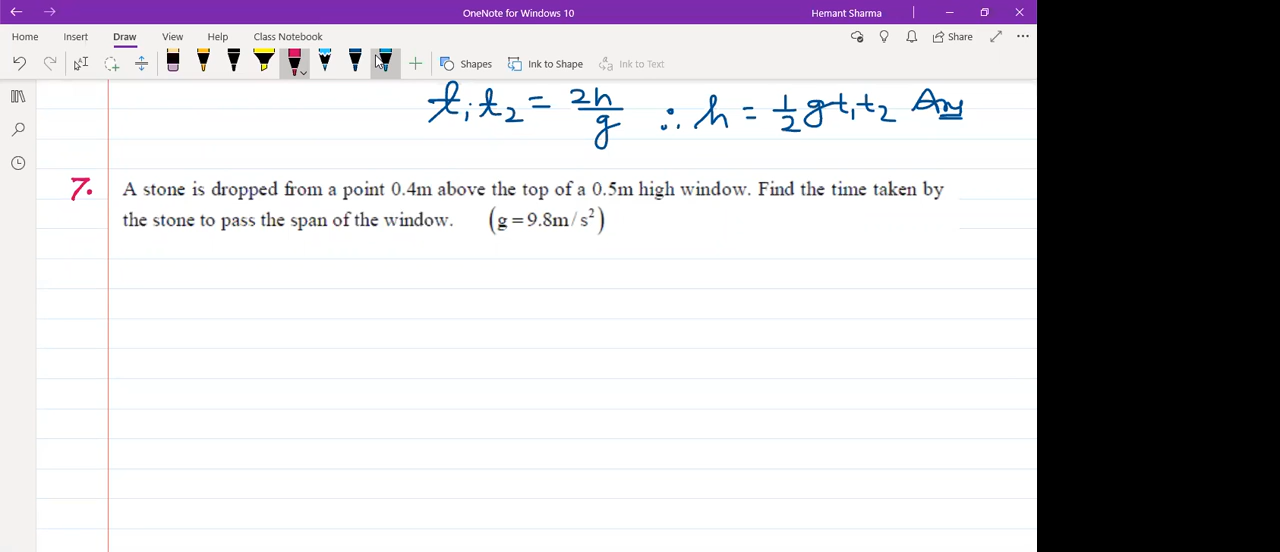 OneNote for Windows 10
Hemant Sharma
Home Insert Draw View Help Class Notebook
Share
Shapes Ink to Shape Ink to Text
t₁t₂ = 2h/g ∴ h = 1/2 gt₁t₂ Ans
7. A stone is dropped from a point 0.4m above the top of a 0.5m high window. Find the time taken by
the stone to pass the span of the window. (g = 9.8m/s²)